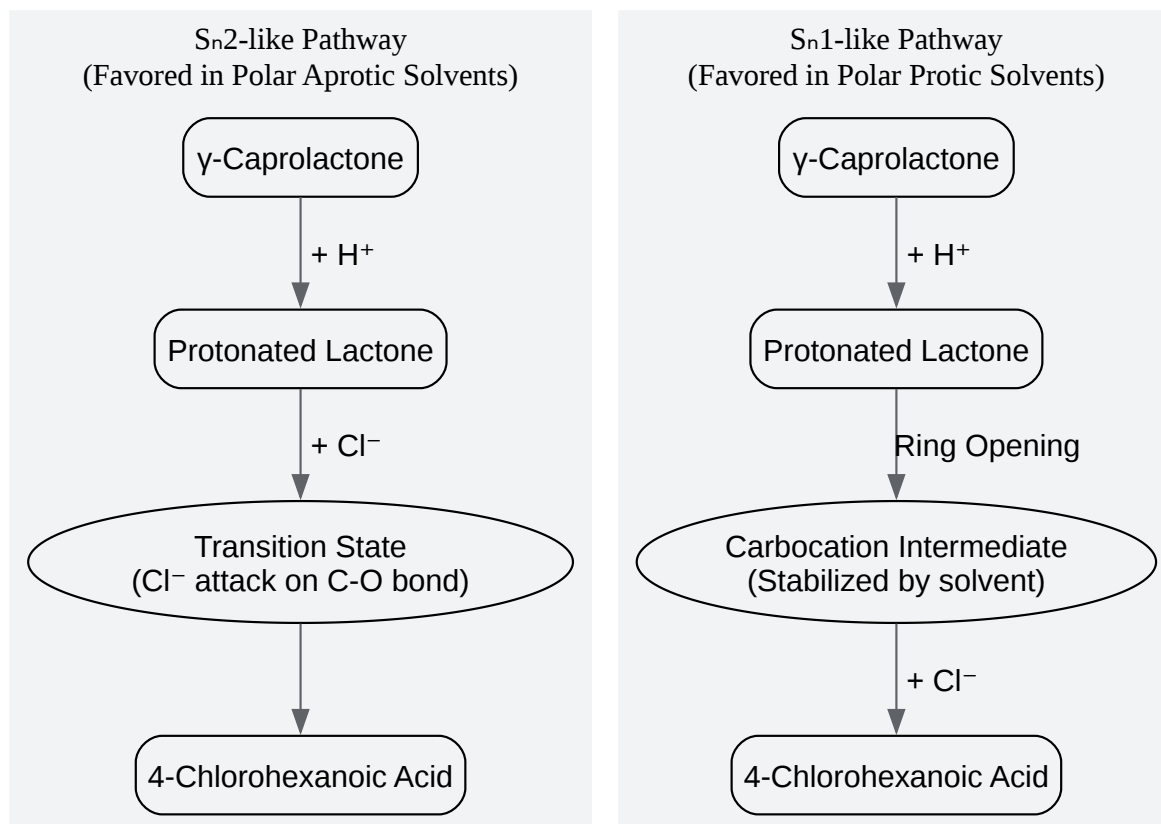 Sₙ2-like Pathway
(Favored in Polar Aprotic Solvents)
γ-Caprolactone
+ H⁺
Protonated Lactone
+ Cl⁻
Transition State
(Cl⁻ attack on C-O bond)
4-Chlorohexanoic Acid
Sₙ1-like Pathway
(Favored in Polar Protic Solvents)
γ-Caprolactone
+ H⁺
Protonated Lactone
Ring Opening
Carbocation Intermediate
(Stabilized by solvent)
+ Cl⁻
4-Chlorohexanoic Acid